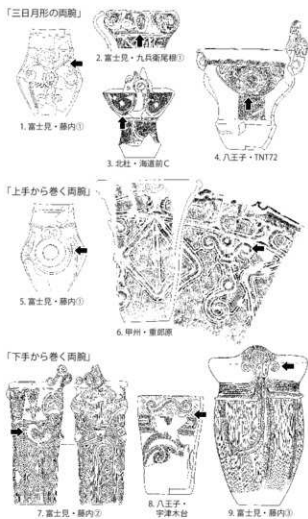 「三日月形の両腕」
1. 富士見・藤内①
2. 富士見・九兵衛尾根①
3. 北杜・海道前C
4. 八王子・TNT72
「上手から巻く両腕」
5. 富士見・藤内①
6. 甲州・重郎原
「下手から巻く両腕」
7. 富士見・藤内②
8. 八王子・
宇津木台
9. 富士見・藤内③